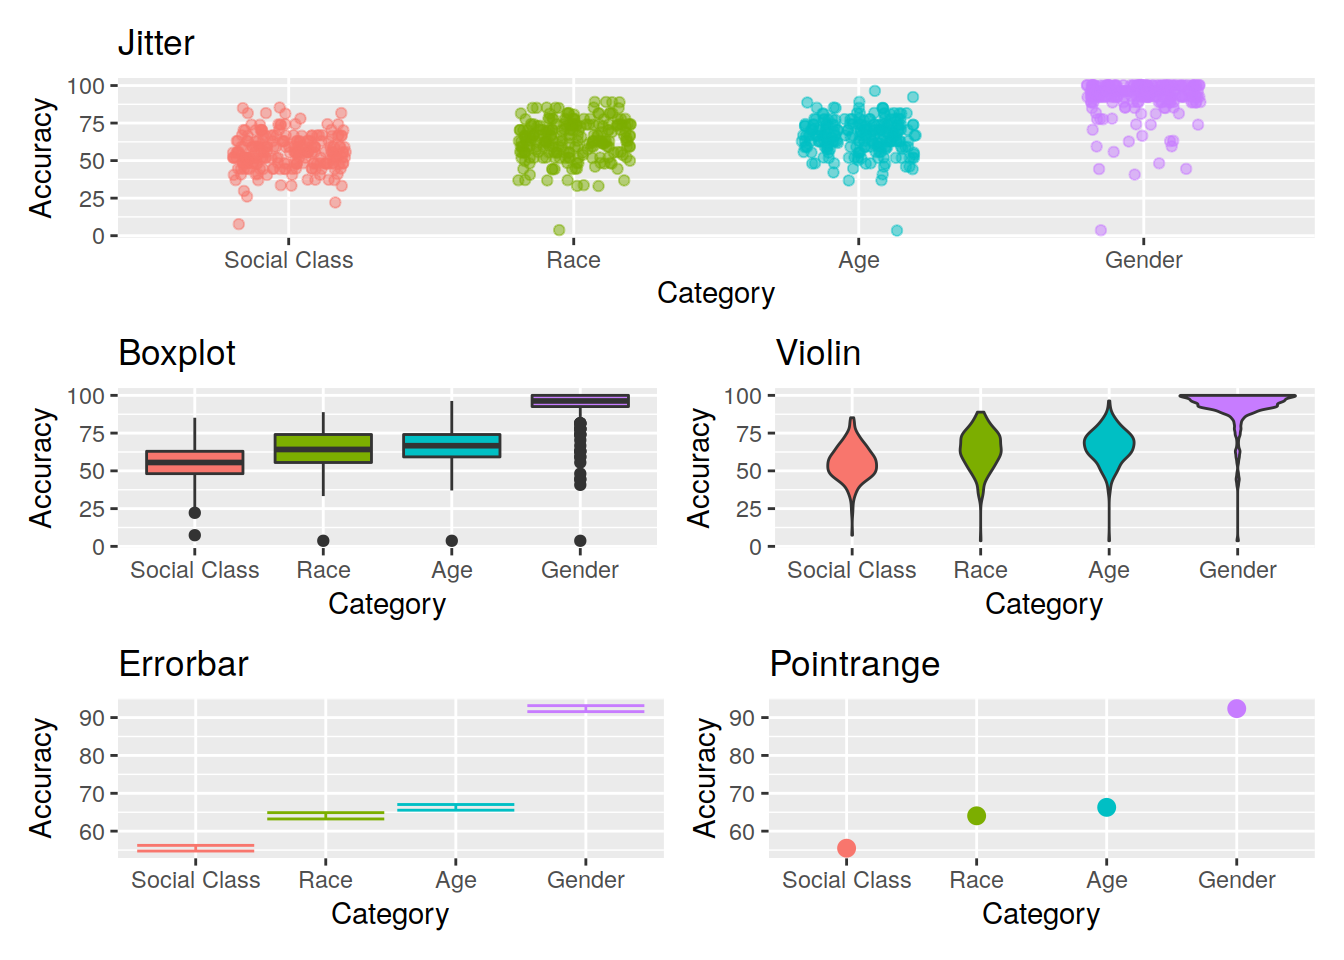 Jitter
Accuracy
100
75
50
25
0
Social Class Race Age Gender
Category
Boxplot
Accuracy
100
75
50
25
0
Social Class Race Age Gender
Category
Violin
Accuracy
100
75
50
25
0
Social Class Race Age Gender
Category
Errorbar
Accuracy
90
80
70
60
Social Class Race Age Gender
Category
Pointrange
Accuracy
90
80
70
60
Social Class Race Age Gender
Category